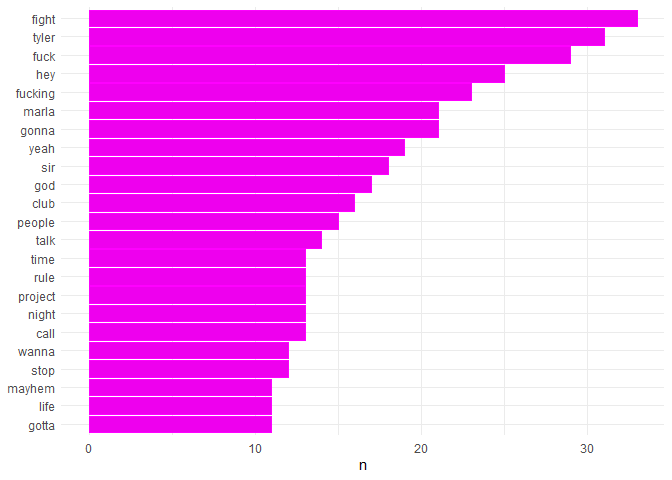 fight
tyler
fuck
hey
fucking
marla
gonna
yeah
sir
god
club
people
talk
time
rule
project
night
call
wanna
stop
mayhem
life
gotta
0 10 20 30
n